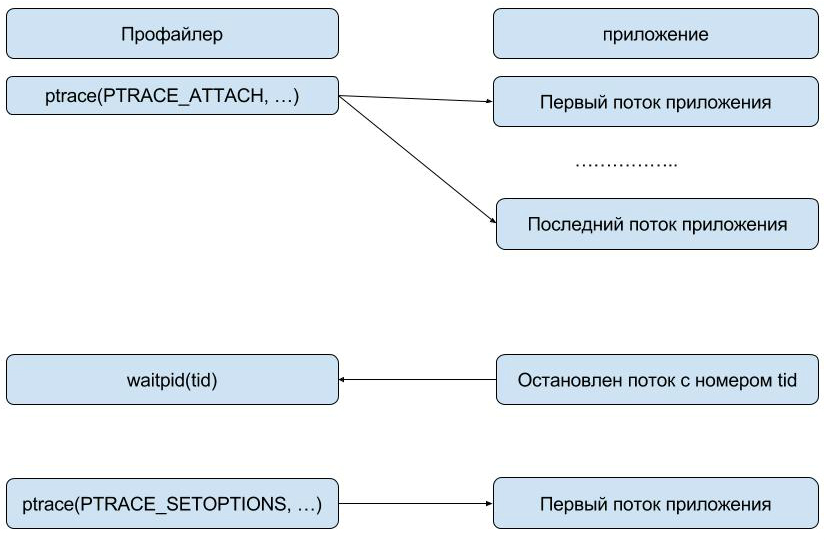 Профайлер
приложение
ptrace(PTRACE_ATTACH, …)
Первый поток приложения
……………..
Последний поток приложения
waitpid(tid)
Остановлен поток с номером tid
ptrace(PTRACE_SETOPTIONS, …)
Первый поток приложения